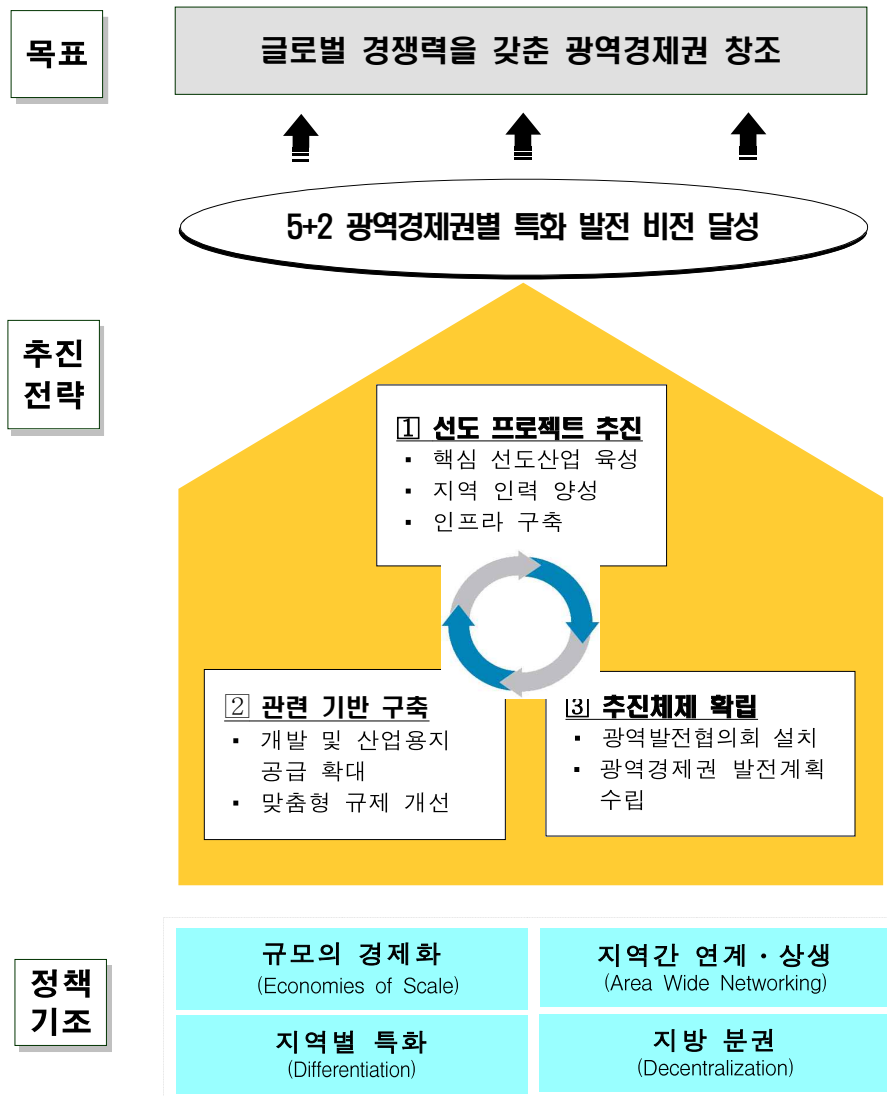 목표
글로벌 경쟁력을 갖춘 광역경제권 창조
5+2 광역경제권별 특화 발전 비전 달성
추진
전략
1 선도 프로젝트 추진
▪ 핵심 선도산업 육성
▪ 지역 인력 양성
▪ 인프라 구축
2 관련 기반 구축
▪ 개발 및 산업용지
공급 확대
▪ 맞춤형 규제 개선
3 추진체제 확립
▪ 광역발전협의회 설치
▪ 광역경제권 발전계획
수립
정책
기조
규모의 경제화
(Economies of Scale)
지역간 연계·상생
(Area Wide Networking)
지역별 특화
(Differentiation)
지방 분권
(Decentralization)